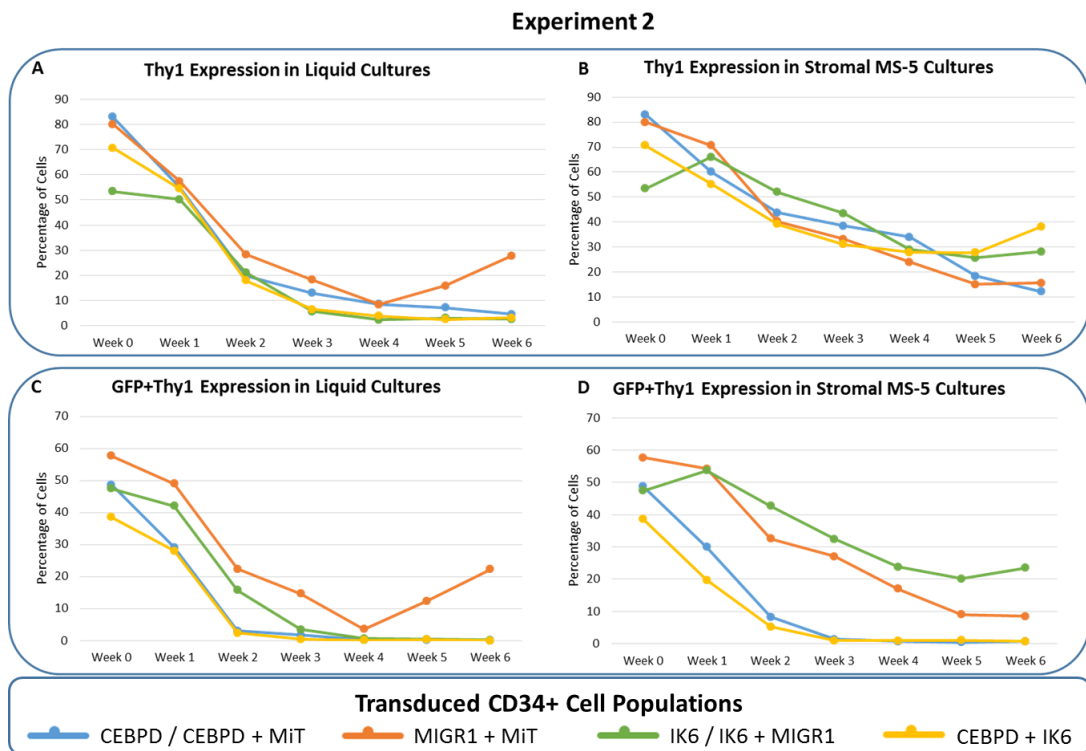 Experiment 2
A
Thy1 Expression in Liquid Cultures
Percentage of Cells
90
80
70
60
50
40
30
20
10
0
Week 0 Week 1 Week 2 Week 3 Week 4 Week 5 Week 6
B
Thy1 Expression in Stromal MS-5 Cultures
Percentage of Cells
90
80
70
60
50
40
30
20
10
0
Week 0 Week 1 Week 2 Week 3 Week 4 Week 5 Week 6
C
GFP+Thy1 Expression in Liquid Cultures
Percentage of Cells
70
60
50
40
30
20
10
0
Week 0 Week 1 Week 2 Week 3 Week 4 Week 5 Week 6
D
GFP+Thy1 Expression in Stromal MS-5 Cultures
Percentage of Cells
70
60
50
40
30
20
10
0
Week 0 Week 1 Week 2 Week 3 Week 4 Week 5 Week 6
Transduced CD34+ Cell Populations
CEBPD / CEBPD + MiT MIGR1 + MiT IK6 / IK6 + MIGR1 CEBPD + IK6